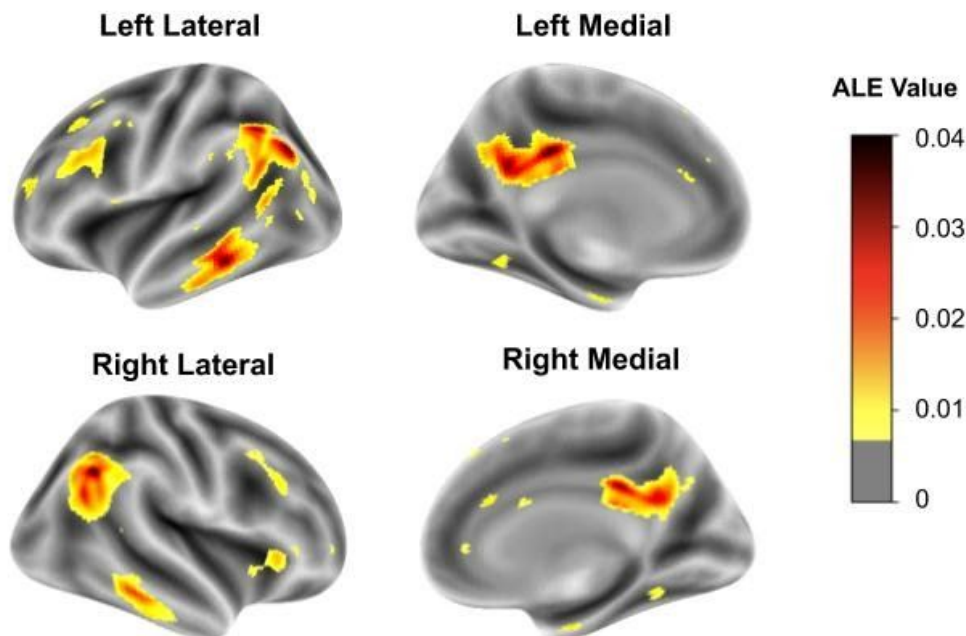 Left Lateral
Left Medial
ALE Value
0.04
0.03
0.02
0.01
0
Right Lateral
Right Medial